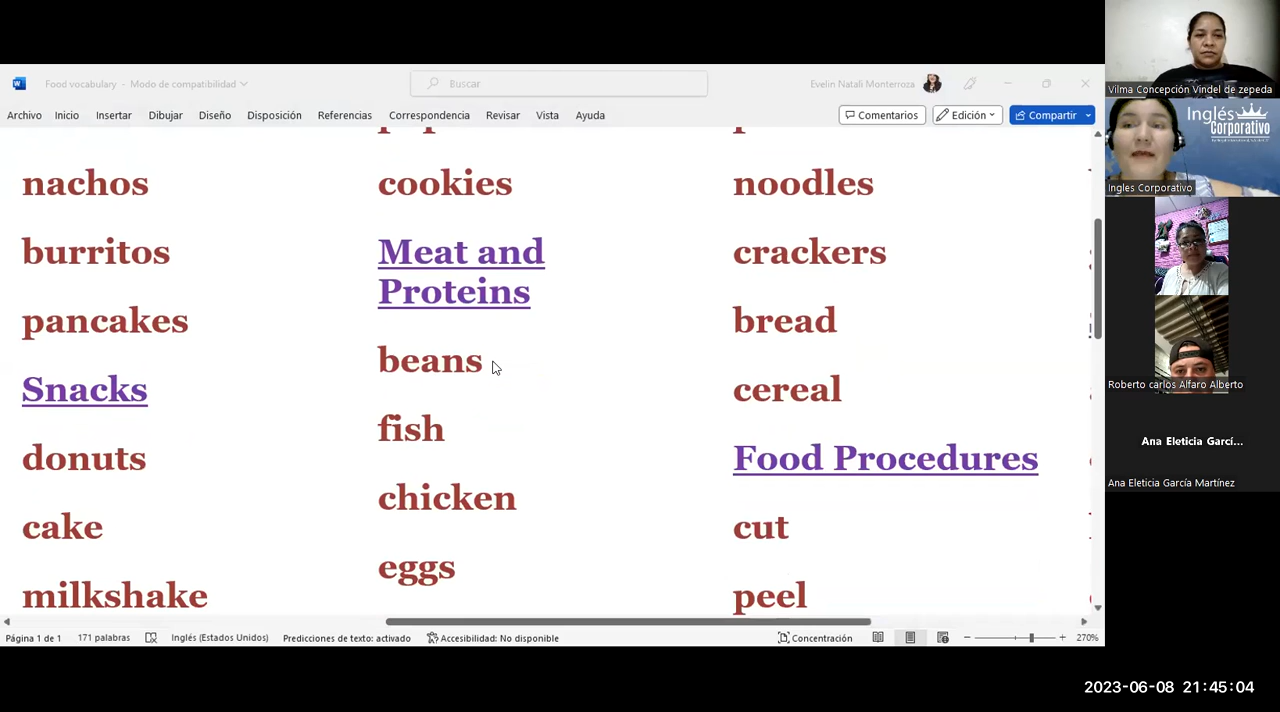 Food vocabulary - Modo de compatibilidad
Buscar
Evelin Natali Monterroza
Archivo Inicio Insertar Dibujar Diseño Disposición Referencias Correspondencia Revisar Vista Ayuda
Comentarios Edición Compartir
nachos
burritos
pancakes
Snacks
donuts
cake
milkshake
cookies
Meat and
Proteins
beans
fish
chicken
eggs
noodles
crackers
bread
cereal
Food Procedures
cut
peel
Página 1 de 1 171 palabras Inglés (Estados Unidos) Predicciones de texto: activado Accesibilidad: No disponible Concentración 270%
Vilma Concepción Vindel de zepeda
Inglés
Corporativo
Ingles Corporativo
Roberto carlos Alfaro Alberto
Ana Eleticia Garcí...
Ana Eleticia García Martínez
2023-06-08 21:45:04